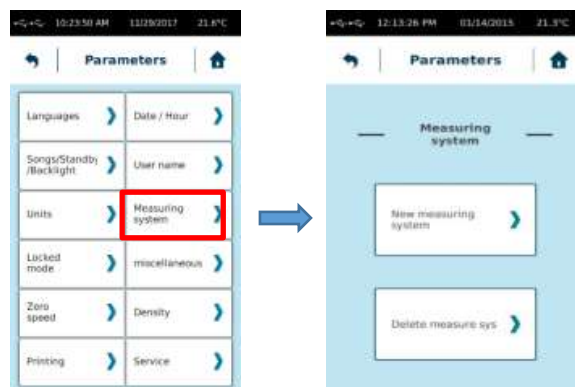 10:23:50 AM 11/29/2017 21.8°C
Parameters
Languages
Date / Hour
Songs/Standby
/Backlight
User name
Units
Measuring
system
Locked
mode
miscellaneous
Zero
speed
Density
Printing
Service
12:13:26 PM 01/14/2015 21.3°C
Parameters
Measuring
system
New measuring
system
Delete measure sys